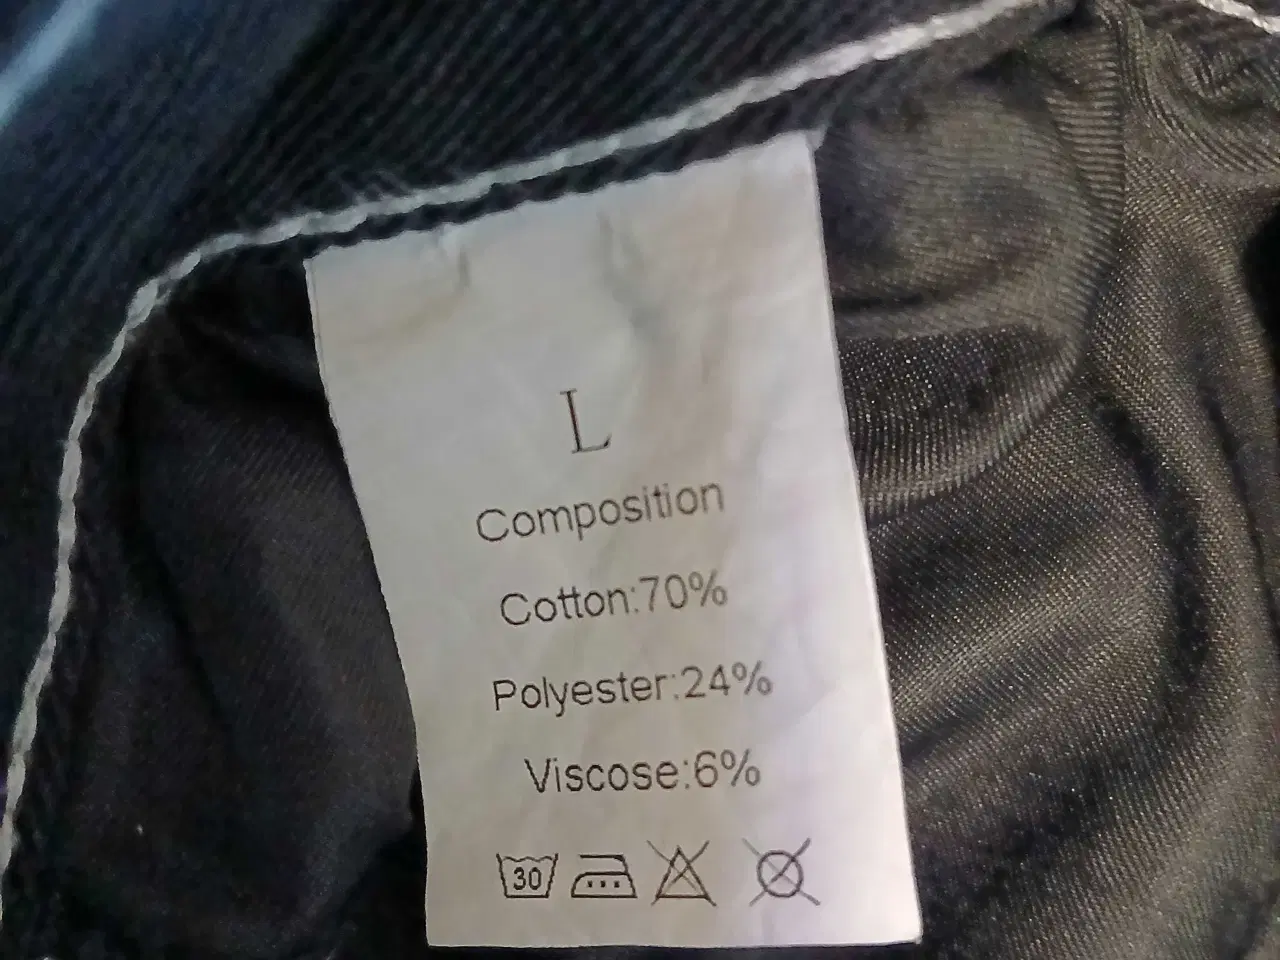 L
Composition
Cotton:70%
Polyester:24%
Viscose:6%
30